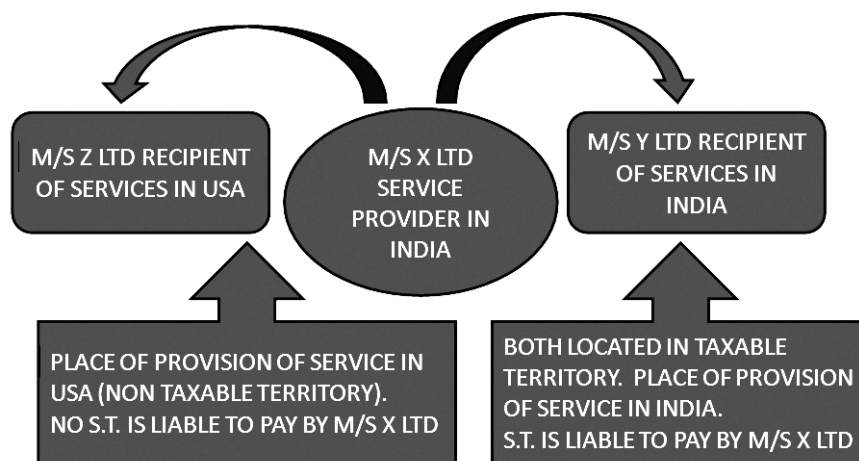 M/S Z LTD RECIPIENT
OF SERVICES IN USA
M/S X LTD
SERVICE
PROVIDER IN
INDIA
M/S Y LTD RECIPIENT
OF SERVICES IN
INDIA
PLACE OF PROVISION OF SERVICE IN
USA (NON TAXABLE TERRITORY).
NO S.T. IS LIABLE TO PAY BY M/S X LTD
BOTH LOCATED IN TAXABLE
TERRITORY. PLACE OF PROVISION
OF SERVICE IN INDIA.
S.T. IS LIABLE TO PAY BY M/S X LTD